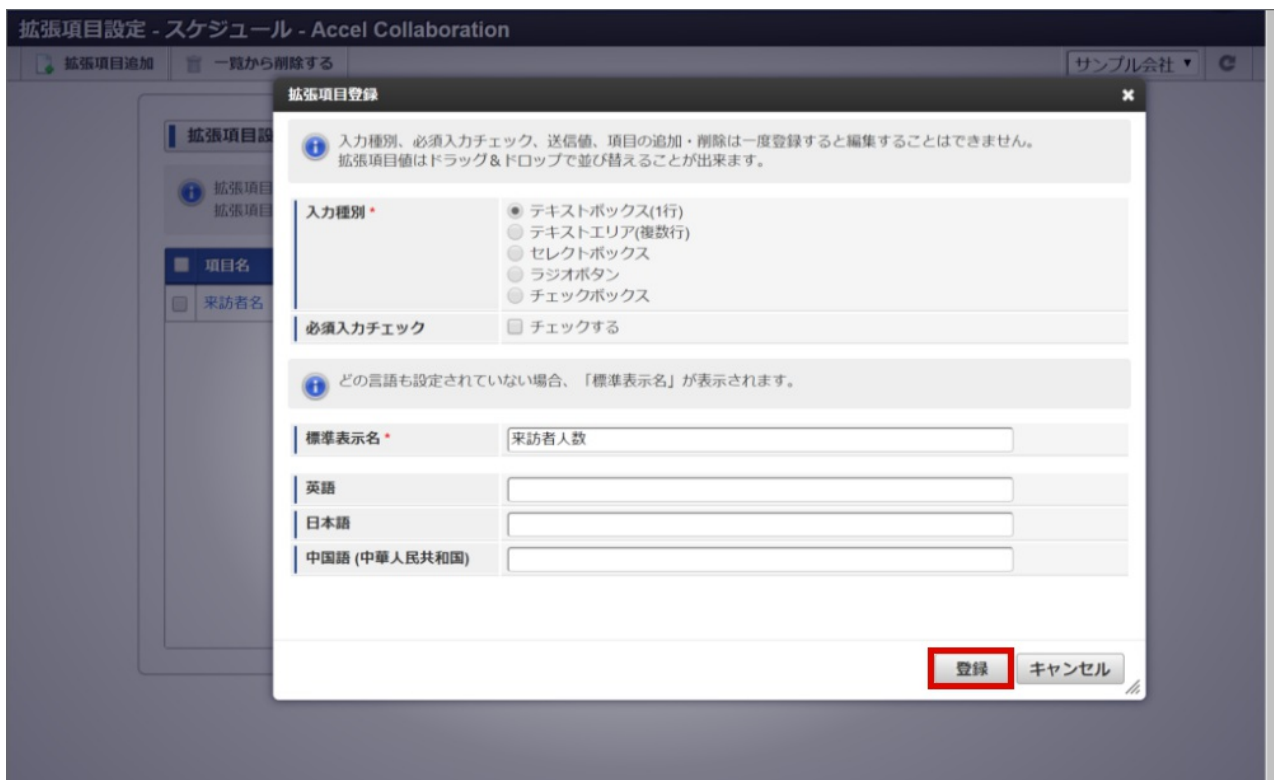 拡張項目設定 - スケジュール - Accel Collaboration
拡張項目追加 一覧から削除する サンプル会社
拡張項目登録
入力種別、必須入力チェック、送信値、項目の追加・削除は一度登録すると編集することはできません。
拡張項目値はドラッグ&ドロップで並び替えることが出来ます。
拡張項目設
拡張項目
拡張項目
項目名
来訪者名
入力種別 *
テキストボックス(1行)
テキストエリア(複数行)
セレクトボックス
ラジオボタン
チェックボックス
必須入力チェック チェックする
どの言語も設定されていない場合、「標準表示名」が表示されます。
標準表示名 * 来訪者人数
英語
日本語
中国語 (中華人民共和国)
登録 キャンセル